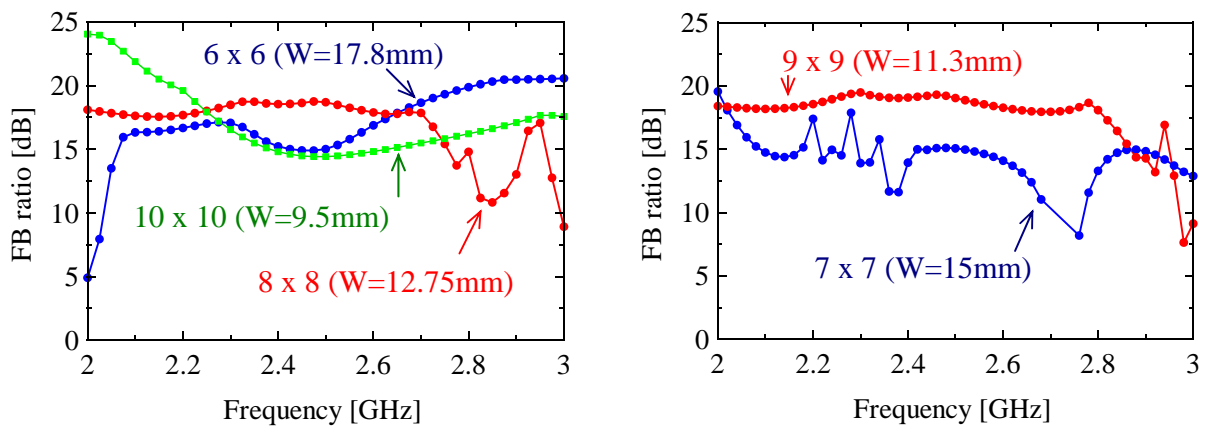 25
20
15
10
5
0
FB ratio [dB]
6 x 6 (W=17.8mm)
10 x 10 (W=9.5mm)
8 x 8 (W=12.75mm)
2
2.2
2.4
2.6
2.8
3
Frequency [GHz]
25
20
15
10
5
0
FB ratio [dB]
9 x 9 (W=11.3mm)
7 x 7 (W=15mm)
2
2.2
2.4
2.6
2.8
3
Frequency [GHz]